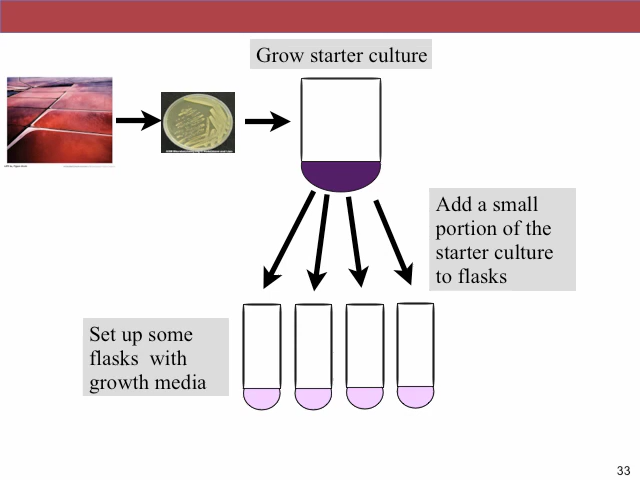 Grow starter culture
Add a small
portion of the
starter culture
to flasks
Set up some
flasks with
growth media
33